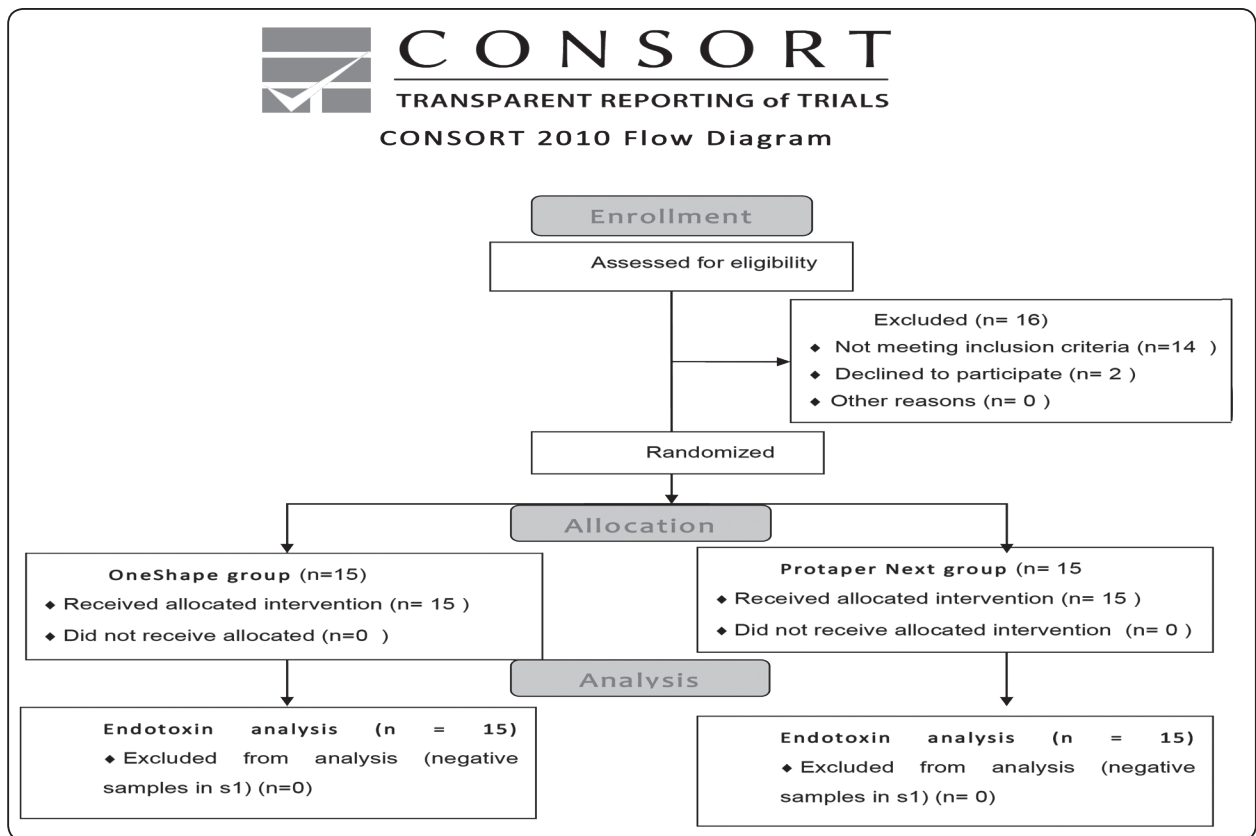 CONSORT
TRANSPARENT REPORTING of TRIALS
CONSORT 2010 Flow Diagram
Enrollment
Assessed for eligibility
Excluded (n= 16)
◆ Not meeting inclusion criteria (n=14 )
◆ Declined to participate (n= 2 )
◆ Other reasons (n= 0 )
Randomized
Allocation
OneShape group (n=15)
◆ Received allocated intervention (n= 15 )
◆ Did not receive allocated (n=0 )
Protaper Next group (n= 15
◆ Received allocated intervention (n= 15 )
◆ Did not receive allocated intervention (n= 0 )
Analysis
Endotoxin analysis (n = 15)
◆ Excluded from analysis (negative
samples in s1) (n=0)
Endotoxin analysis (n = 15)
◆ Excluded from analysis (negative
samples in s1) (n= 0)